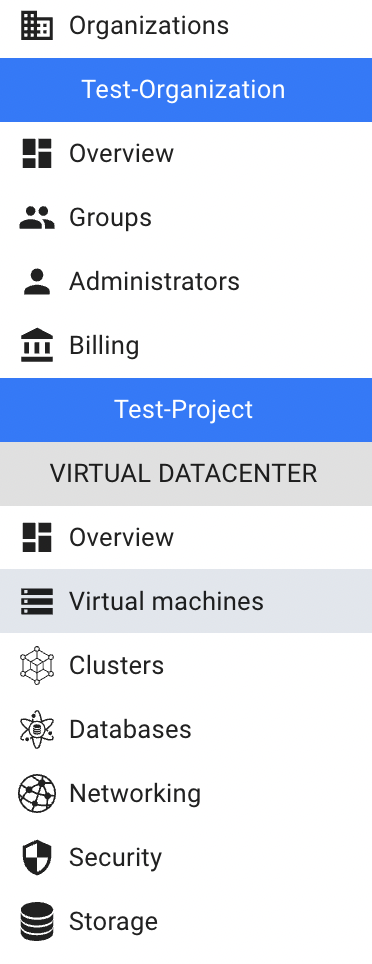 Organizations
Test-Organization
Overview
Groups
Administrators
Billing
Test-Project
VIRTUAL DATACENTER
Overview
Virtual machines
Clusters
Databases
Networking
Security
Storage